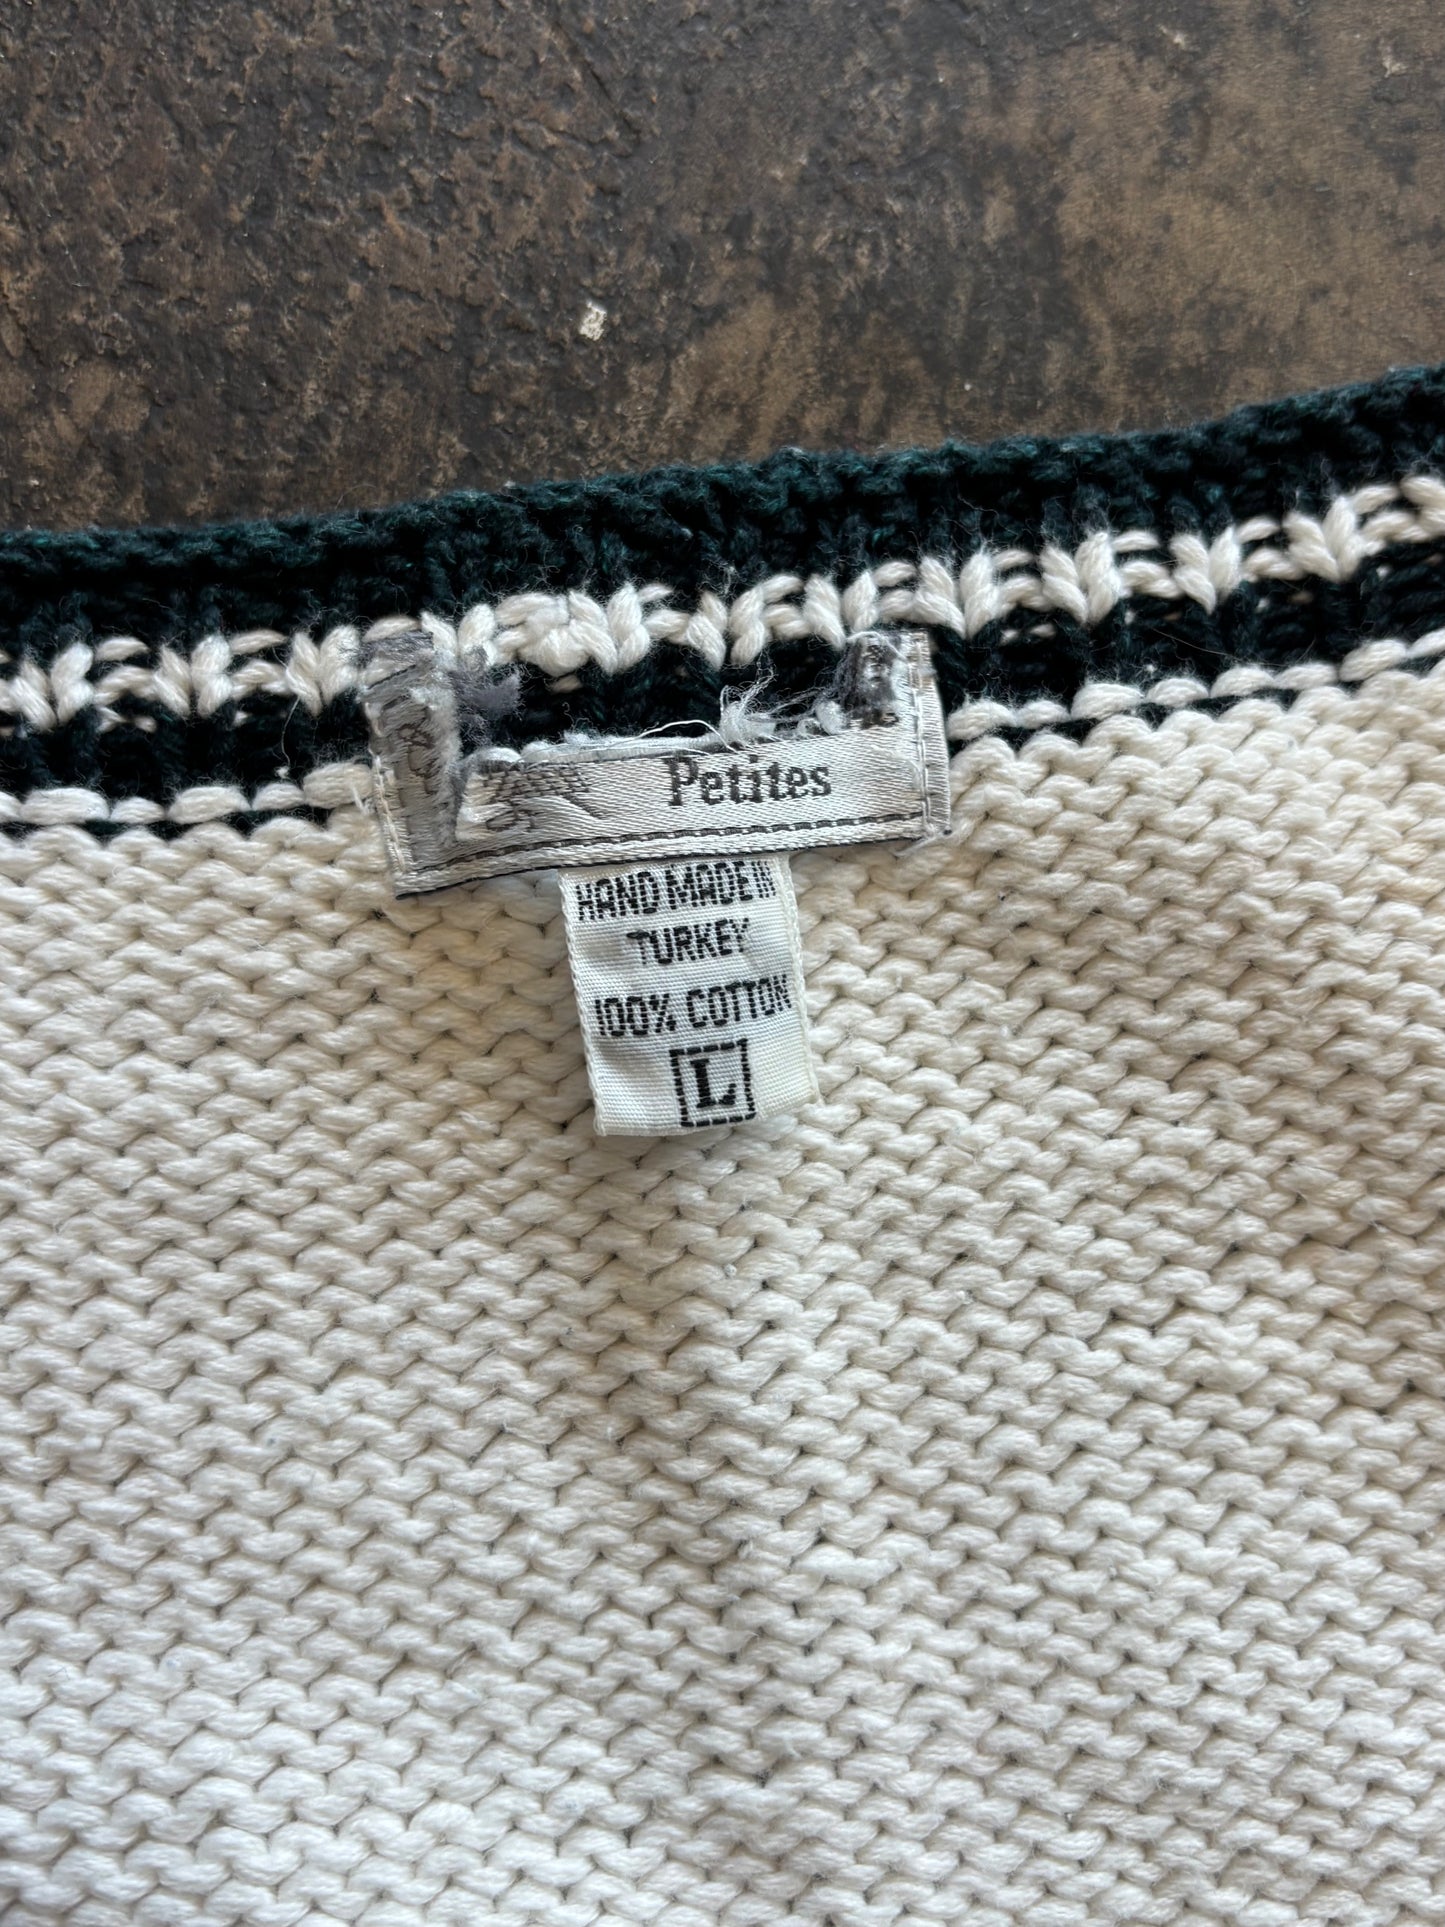 Petites
HAND MADE IN
TURKEY
100% COTTON
L